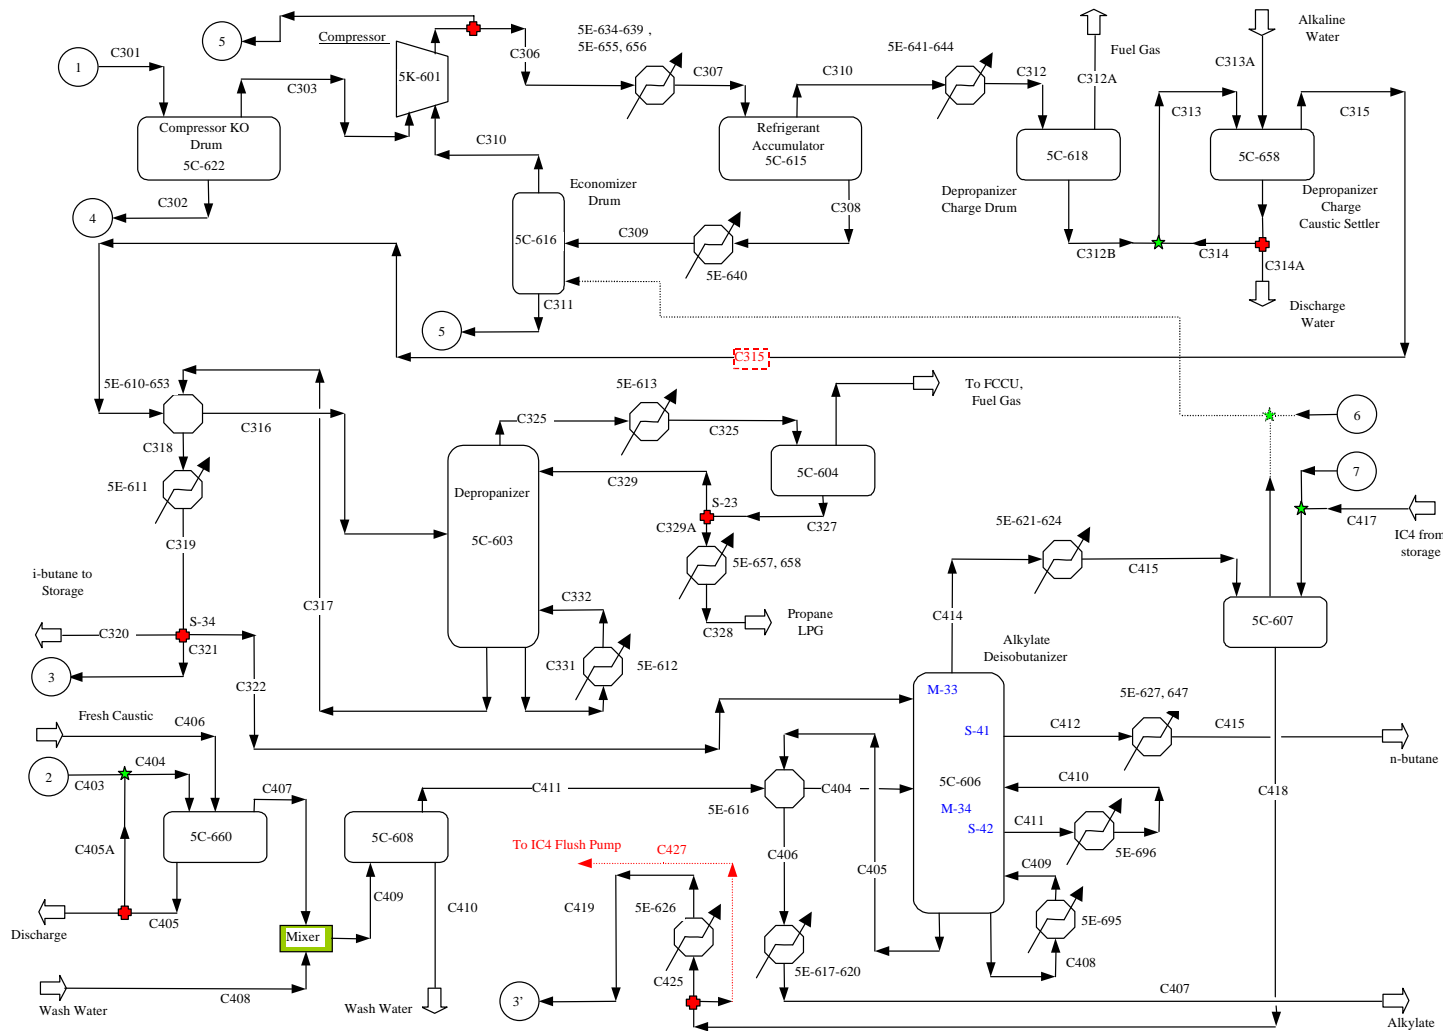 5
Compressor
5E-634-639 ,
5E-655, 656
5E-641-644
Fuel Gas
Alkaline
Water
1
C301
C303
5K-601
C306
C307
C310
C312
C312A
C313A
C313
C315
Compressor KO
Drum
5C-622
Refrigerant
Accumulator
5C-615
5C-618
5C-658
C310
Economizer
Drum
Depropanizer
Charge Drum
Depropanizer
Charge
Caustic Settler
4
C302
C308
5C-616
C309
5E-640
C312B
C314
C314A
C311
5
Discharge
Water
C315
5E-610-653
5E-613
To FCCU,
Fuel Gas
6
C316
C325
C325
C318
5E-611
Depropanizer
5C-603
C329
5C-604
7
S-23
C329A
C327
C417
IC4 from
storage
C319
5E-657, 658
5E-621-624
C415
i-butane to
Storage
C317
C332
C328
Propane
LPG
C414
5C-607
S-34
C320
C321
C331
5E-612
Alkylate
Deisobutanizer
3
C322
M-33
5E-627, 647
Fresh Caustic
C406
S-41
C412
C415
n-butane
2
C403
C404
C407
C411
5E-616
C404
5C-606
C410
C418
M-34
S-42
C411
5E-696
5C-660
5C-608
C405A
To IC4 Flush Pump
C427
C406
C405
C409
C409
C410
C419
5E-626
5E-695
C405
Discharge
Mixer
C408
5E-617-620
C425
C408
Wash Water
Wash Water
3'
C407
Alkylate